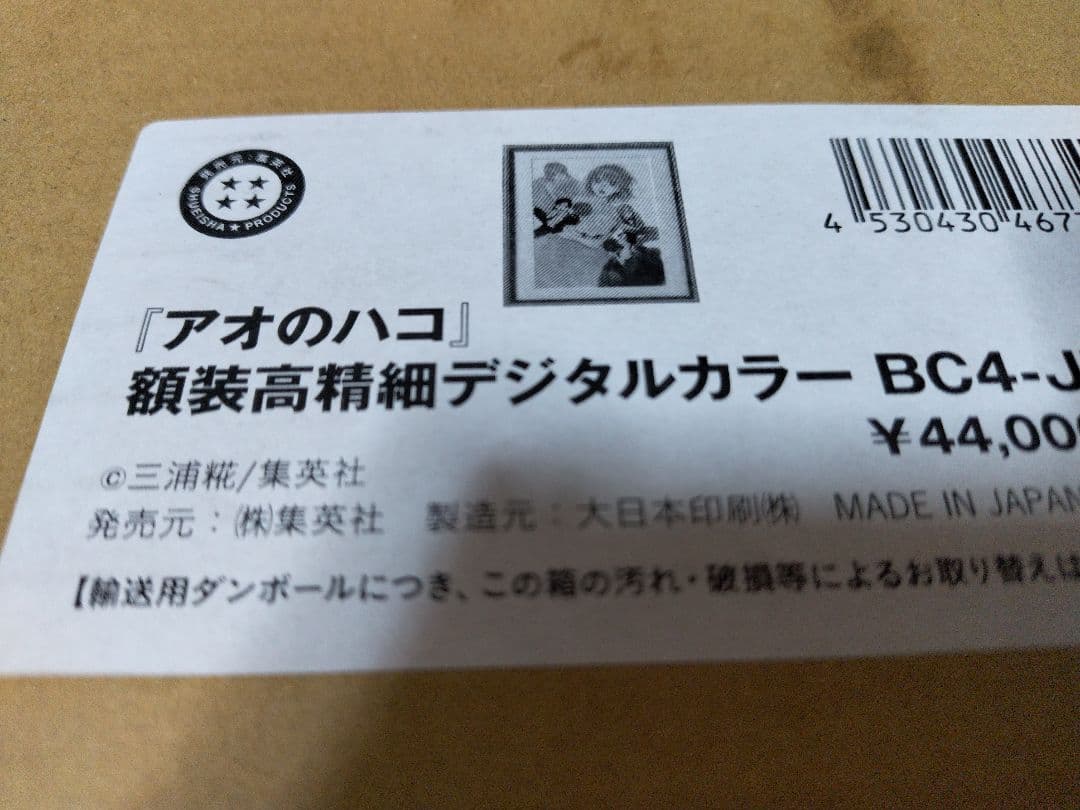 発売元:集英社
SHUEISHA ★ PRODUCTS
4 530430 467
『アオのハコ』
額装高精細デジタルカラー BC4-J
¥44,00
©三浦糀/集英社
発売元:㈱集英社 製造元:大日本印刷㈱ MADE IN JAPAN
【輸送用ダンボールにつき、この箱の汚れ・破損等によるお取り替えは